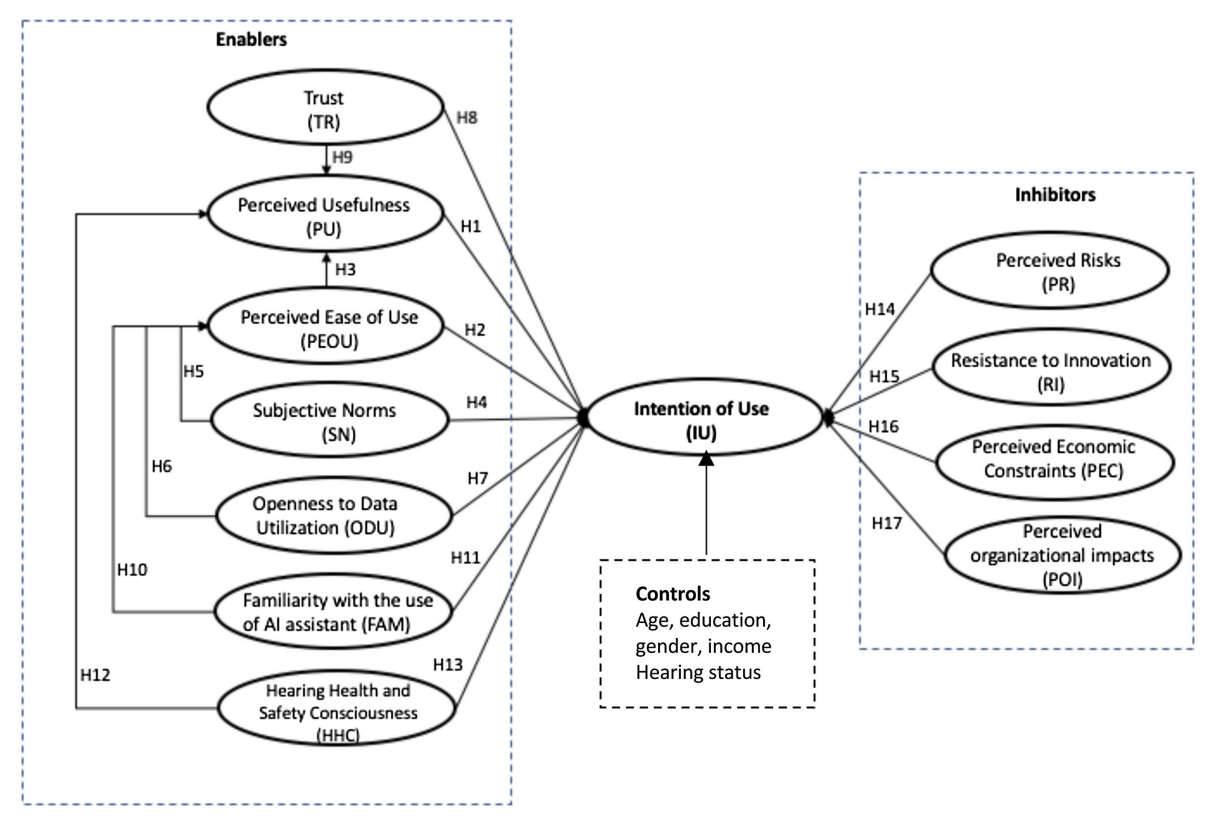 Enablers
Trust
(TR)
H8
H9
Perceived Usefulness
(PU)
H1
H3
Perceived Ease of Use
(PEOU)
H2
H5
Subjective Norms
(SN)
H4
H6
Openness to Data
Utilization (ODU)
H7
H10
Familiarity with the use
of AI assistant (FAM)
H11
H12
Hearing Health and
Safety Consciousness
(HHC)
H13
Intention of Use
(IU)
Controls
Age, education,
gender, income
Hearing status
Inhibitors
Perceived Risks
(PR)
H14
Resistance to Innovation
(RI)
H15
Perceived Economic
Constraints (PEC)
H16
Perceived
organizational impacts
(POI)
H17